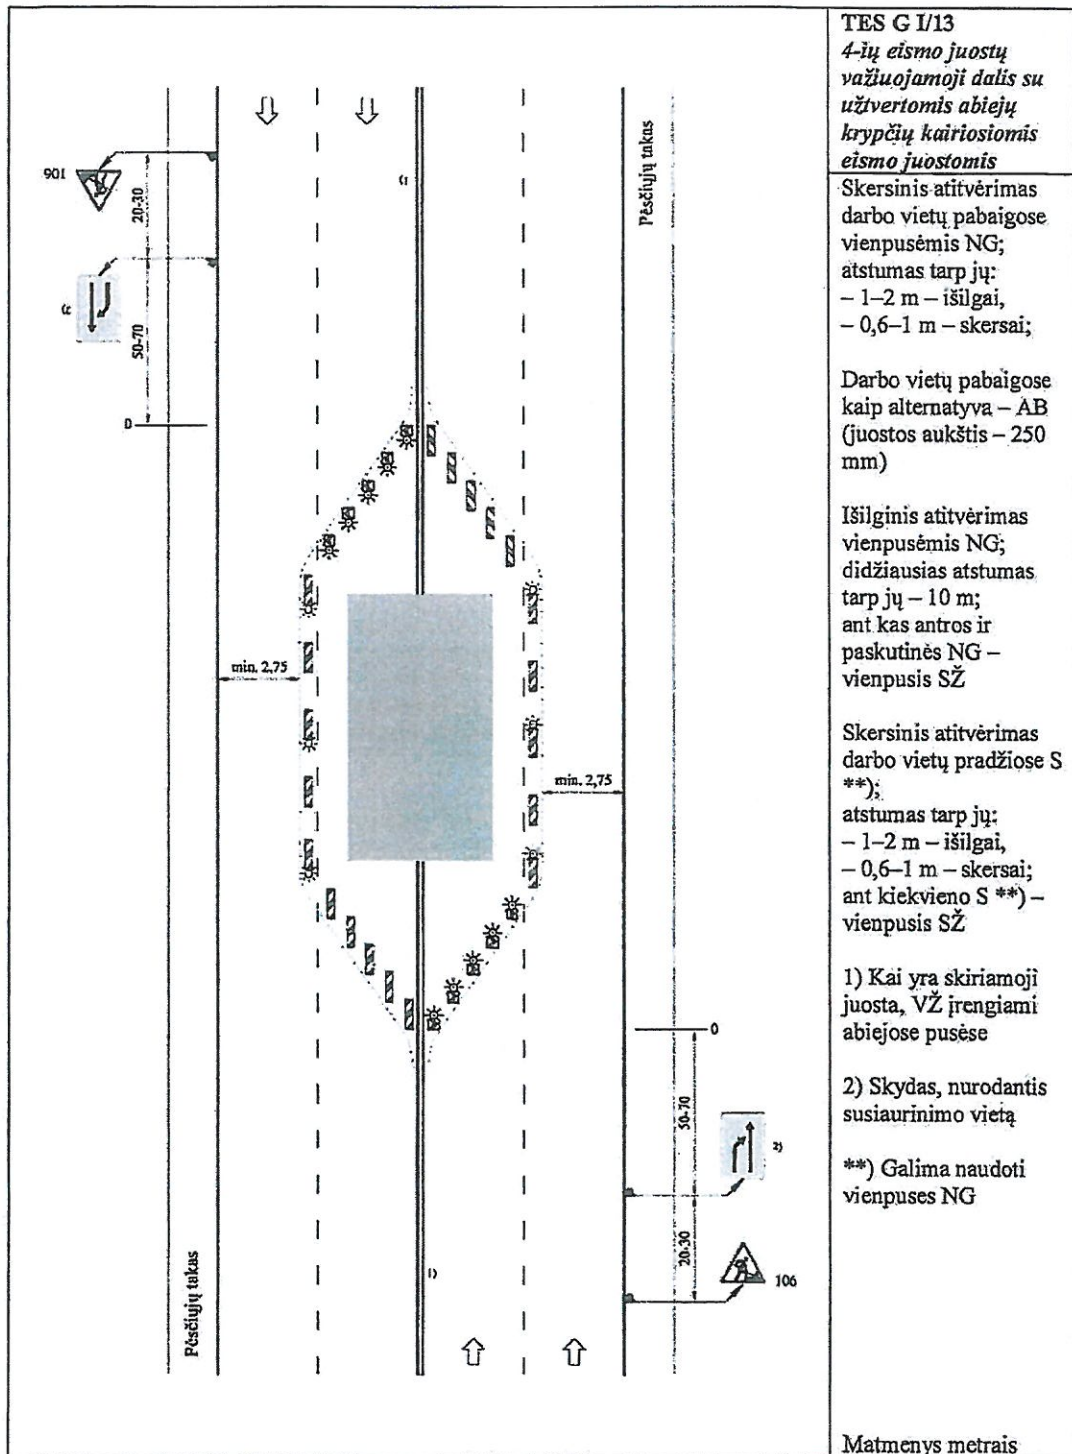 TES G I/13
4-ių eismo juostų
važiuojamoji dalis su
užtvertomis abiejų
krypčių kairiosiomis
eismo juostomis
Skersinis atitvėrimas
darbo vietų pabaigose
vienpusėmis NG;
atstumas tarp jų:
– 1–2 m – išilgai,
– 0,6–1 m – skersai;
Darbo vietų pabaigose
kaip alternatyva – AB
(juostos aukštis – 250
mm)
Išilginis atitvėrimas
vienpusėmis NG;
didžiausias atstumas
tarp jų – 10 m;
ant kas antros ir
paskutinės NG –
vienpusis SŽ
Skersinis atitvėrimas
darbo vietų pradžiose S
**);
atstumas tarp jų:
– 1–2 m – išilgai,
– 0,6–1 m – skersai;
ant kiekvieno S **) –
vienpusis SŽ
1) Kai yra skiriamoji
juosta, VŽ įrengiami
abiejose pusėse
2) Skydas, nurodantis
susiaurinimo vietą
**) Galima naudoti
vienpuses NG
Matmenys metrais
106
20-30
2)
50-70
0
1)
Pėsčiųjų takas
min. 2,75
min. 2,75
0
50-70
2)
20-30
106
1)
Pėsčiųjų takas